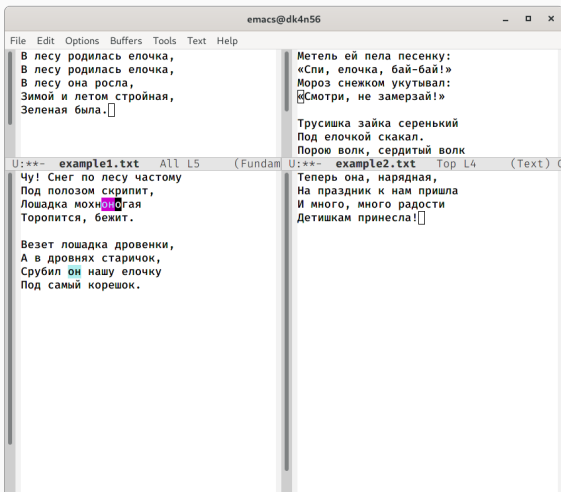 emacs@dk4n56
File Edit Options Buffers Tools Text Help
В лесу родилась елочка,
В лесу родилась елочка,
В лесу она росла,
Зимой и летом стройная,
Зеленая была.
U:**- example1.txt All L5 (Fundam
Метель ей пела песенку:
«Спи, елочка, бай-бай!»
Мороз снежком укутывал:
«Смотри, не замерзай!»
Трусишка зайка серенький
Под елочкой скакал.
Порою волк, сердитый волк
U:**- example2.txt Top L4 (Text)
Чу! Снег по лесу частому
Под полозом скрипит,
Лошадка мохноногая
Торопится, бежит.
Везет лошадка дровенки,
А в дровнях старичок,
Срубил он нашу елочку
Под самый корешок.
Теперь она, нарядная,
На праздник к нам пришла
И много, много радости
Детишкам принесла!